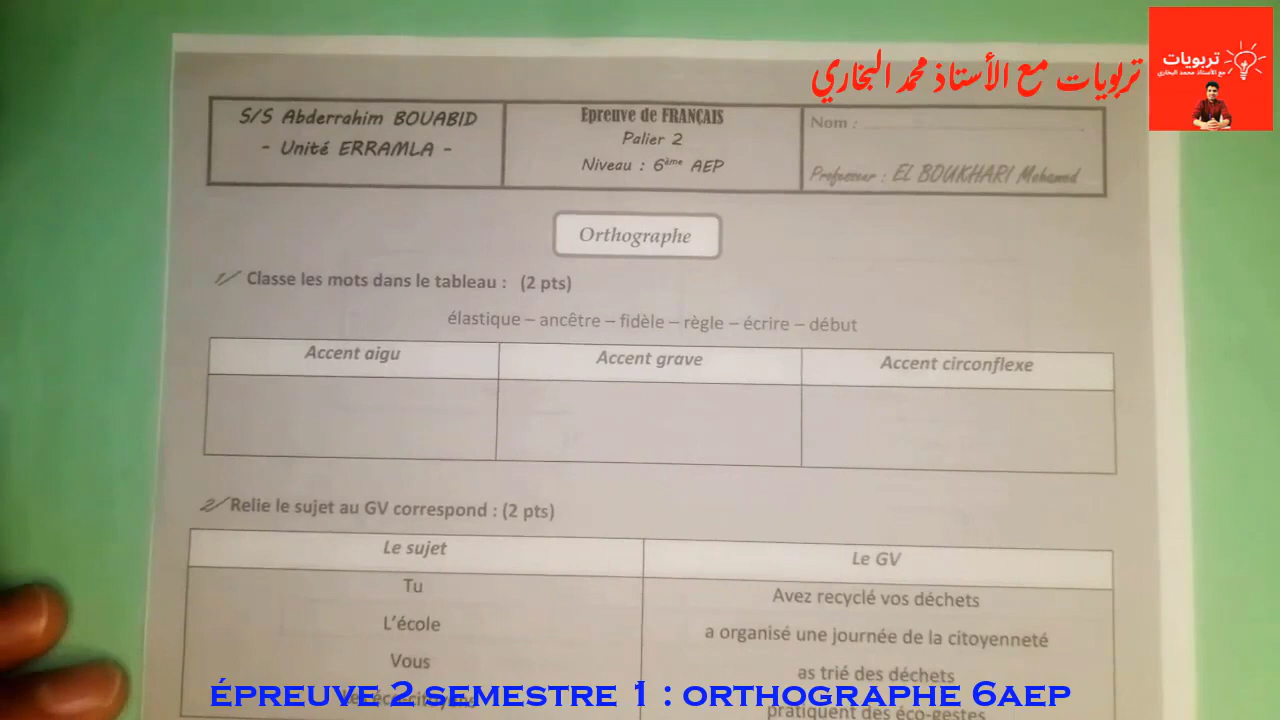 تربويات مع الأستاذ محمد البخاري
تربويات
مع الأستاذ محمد البخاري
S/S Abderrahim BOUABID
- Unité ERRAMLA -
Epreuve de FRANÇAIS
Palier 2
Niveau : 6ème AEP
Nom :
Professeur : EL BOUKHARI Mohamed
Orthographe
1/ Classe les mots dans le tableau : (2 pts)
élastique – ancêtre – fidèle – règle – écrire – début
Accent aigu
Accent grave
Accent circonflexe
2/ Relie le sujet au GV correspond : (2 pts)
Le sujet
Le GV
Tu
Avez recyclé vos déchets
L'école
a organisé une journée de la citoyenneté
Vous
as trié des déchets
pratiquent des éco-gestes
ÉPREUVE 2 SEMESTRE 1 : ORTHOGRAPHE 6AEP